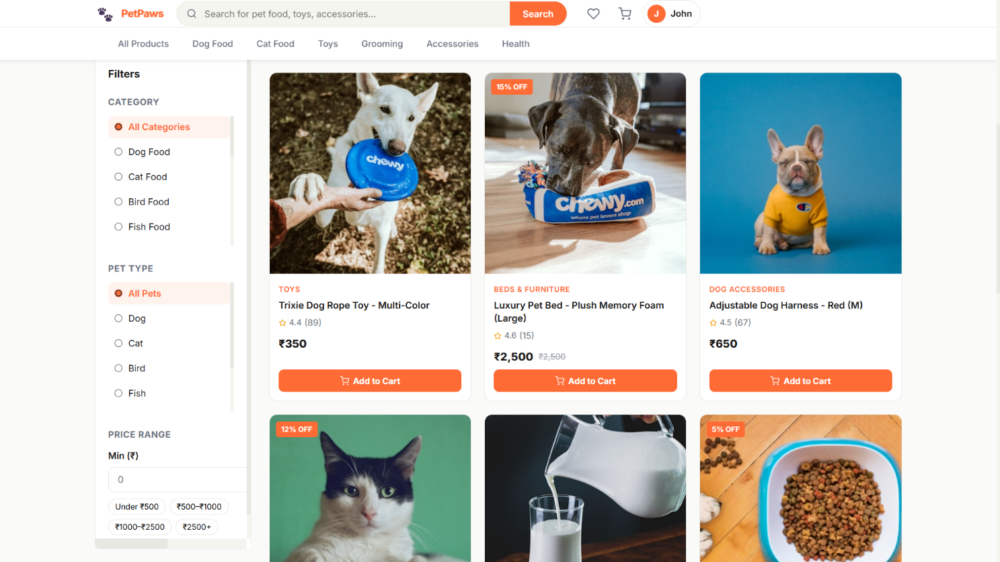 PetPaws
Search for pet food, toys, accessories...
Search
J
John
All Products
Dog Food
Cat Food
Toys
Grooming
Accessories
Health
Filters
CATEGORY
All Categories
Dog Food
Cat Food
Bird Food
Fish Food
PET TYPE
All Pets
Dog
Cat
Bird
Fish
PRICE RANGE
Min (₹)
0
Under ₹500
₹500–₹1000
₹1000–₹2500
₹2500+
chewy
TOYS
Trixie Dog Rope Toy - Multi-Color
4.4 (89)
₹350
Add to Cart
15% OFF
chewy.com
where pet lovers shop
BEDS & FURNITURE
Luxury Pet Bed - Plush Memory Foam
(Large)
4.6 (15)
₹2,500 ₹2,500
Add to Cart
DOG ACCESSORIES
Adjustable Dog Harness - Red (M)
4.5 (67)
₹650
Add to Cart
12% OFF
5% OFF